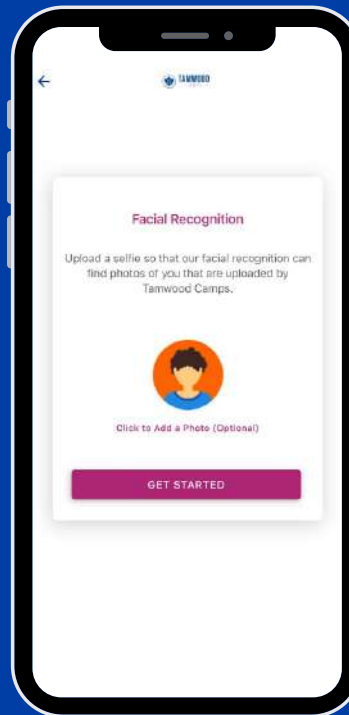 TAMWOOD
Facial Recognition
Upload a selfie so that our facial recognition can
find photos of you that are uploaded by
Tamwood Camps.
Click to Add a Photo (Optional)
GET STARTED